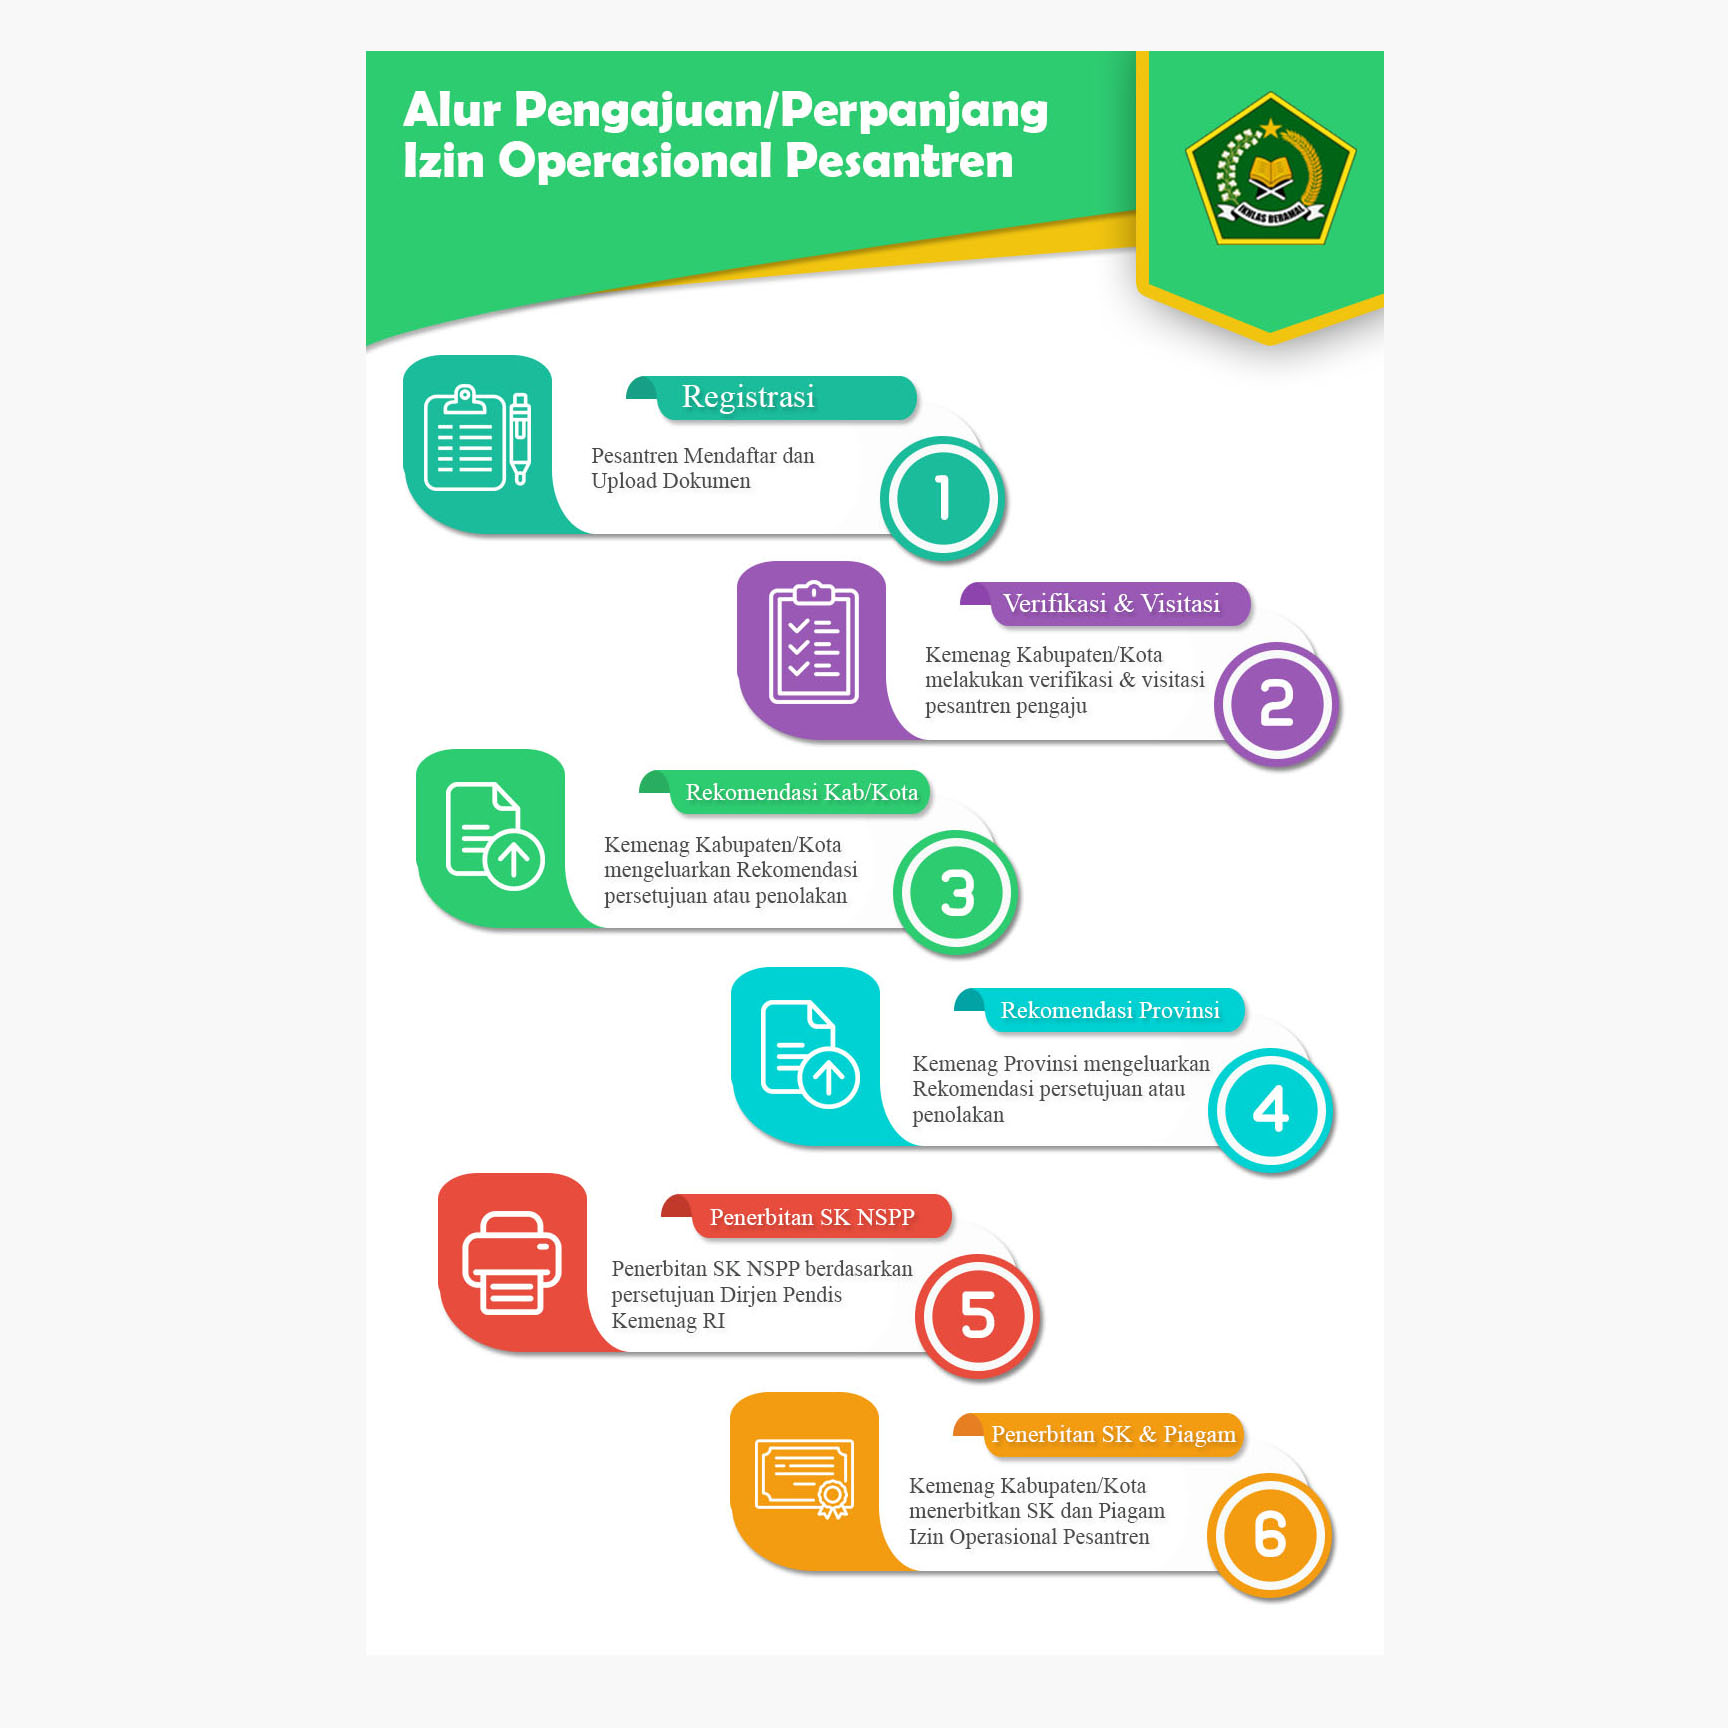 Alur Pengajuan/Perpanjang
Izin Operasional Pesantren
IKHLAS BERAMAL
Registrasi
Pesantren Mendaftar dan
Upload Dokumen
1
Verifikasi & Visitasi
Kemenag Kabupaten/Kota
melakukan verifikasi & visitasi
pesantren pengaju
2
Rekomendasi Kab/Kota
Kemenag Kabupaten/Kota
mengeluarkan Rekomendasi
persetujuan atau penolakan
3
Rekomendasi Provinsi
Kemenag Provinsi mengeluarkan
Rekomendasi persetujuan atau
penolakan
4
Penerbitan SK NSPP
Penerbitan SK NSPP berdasarkan
persetujuan Dirjen Pendis
Kemenag RI
5
Penerbitan SK & Piagam
Kemenag Kabupaten/Kota
menerbitkan SK dan Piagam
Izin Operasional Pesantren
6